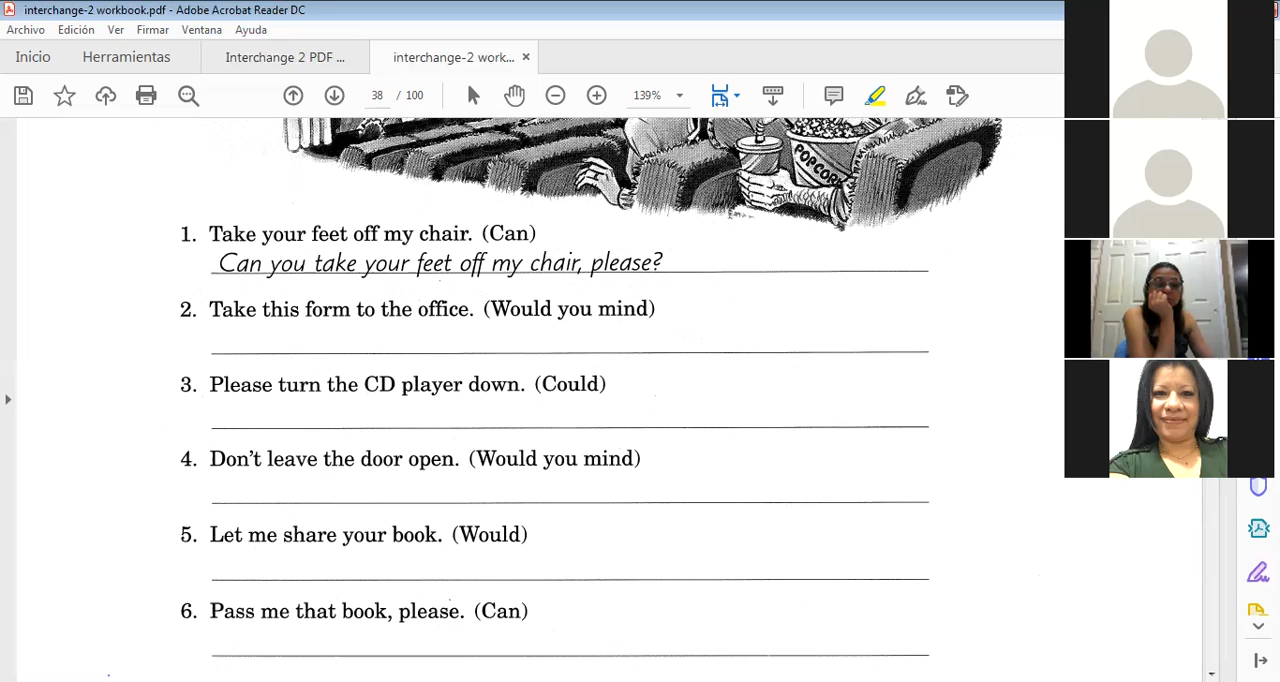 interchange-2 workbook.pdf - Adobe Acrobat Reader DC
Archivo Edición Ver Firmar Ventana Ayuda
Inicio Herramientas Interchange 2 PDF ... interchange-2 work... ×
38 / 100 139%
POPCORN
1. Take your feet off my chair. (Can)
Can you take your feet off my chair, please?
2. Take this form to the office. (Would you mind)
3. Please turn the CD player down. (Could)
4. Don't leave the door open. (Would you mind)
5. Let me share your book. (Would)
6. Pass me that book, please. (Can)